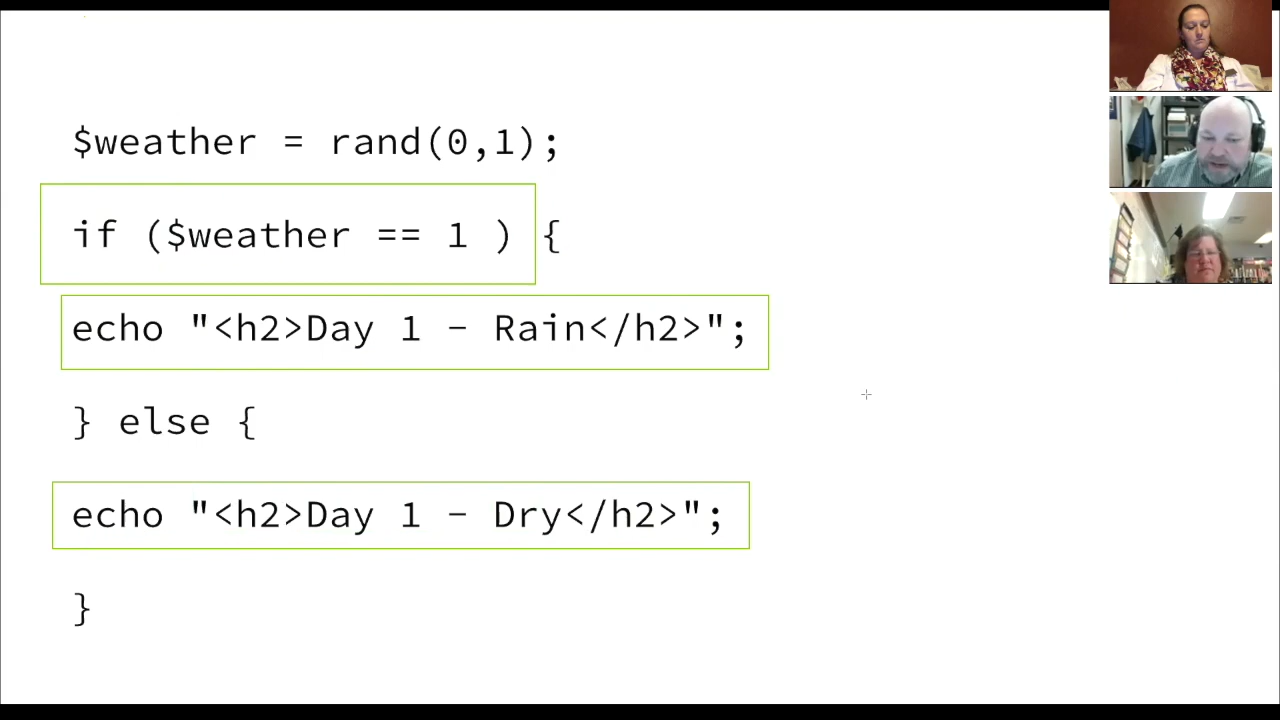 $weather = rand(0,1);
if ($weather == 1 ) {
echo "<h2>Day 1 - Rain</h2>";
} else {
echo "<h2>Day 1 - Dry</h2>";
}